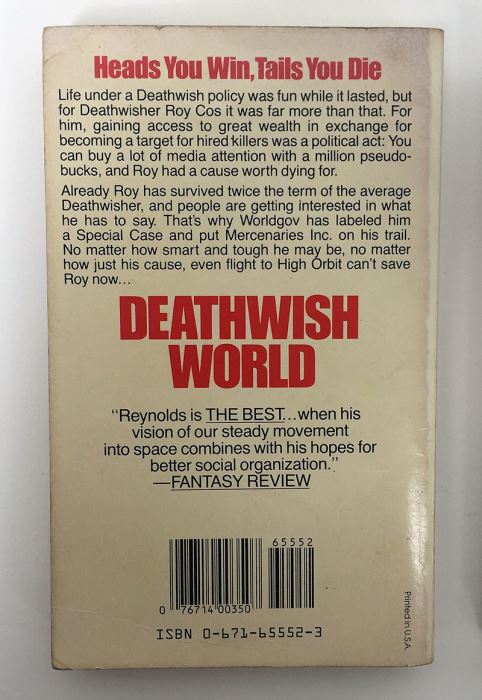 Heads You Win, Tails You Die
Life under a Deathwish policy was fun while it lasted, but
for Deathwisher Roy Cos it was far more than that. For
him, gaining access to great wealth in exchange for
becoming a target for hired killers was a political act: You
can buy a lot of media attention with a million pseudo-
bucks, and Roy had a cause worth dying for.
Already Roy has survived twice the term of the average
Deathwisher, and people are getting interested in what
he has to say. That's why Worldgov has labeled him
a Special Case and put Mercenaries Inc. on his trail.
No matter how smart and tough he may be, no matter
how just his cause, even flight to High Orbit can't save
Roy now...
DEATHWISH
WORLD
"Reynolds is THE BEST...when his
vision of our steady movement
into space combines with his hopes for
better social organization."
—FANTASY REVIEW
65552
0 76714 00350
ISBN 0-671-65552-3
Printed in U.S.A.